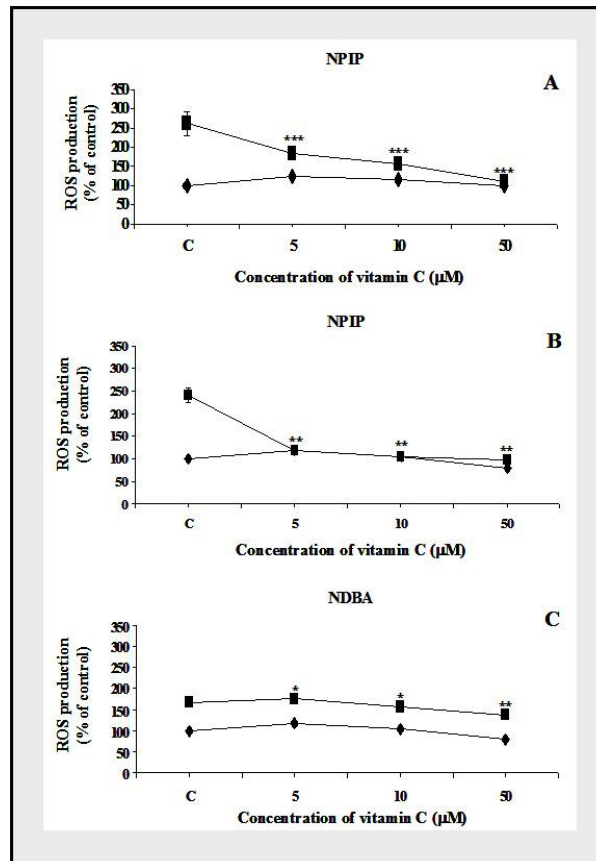 NPIP
A
350
300
250
200
150
100
50
0
ROS production
(% of control)
***
***
***
C 5 10 50
Concentration of vitamin C (µM)
NPIP
B
350
300
250
200
150
100
50
0
ROS production
(% of control)
**
**
**
C 5 10 50
Concentration of vitamin C (µM)
NDBA
C
350
300
250
200
150
100
50
0
ROS production
(% of control)
*
*
**
C 5 10 50
Concentration of vitamin C (µM)